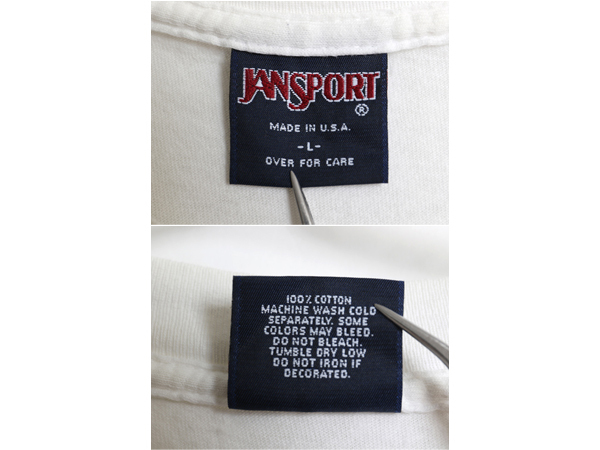 JANSPORT
®
MADE IN U.S.A.
-L-
OVER FOR CARE
100% COTTON
MACHINE WASH COLD
SEPARATELY. SOME
COLORS MAY BLEED.
DO NOT BLEACH.
TUMBLE DRY LOW
DO NOT IRON IF
DECORATED.